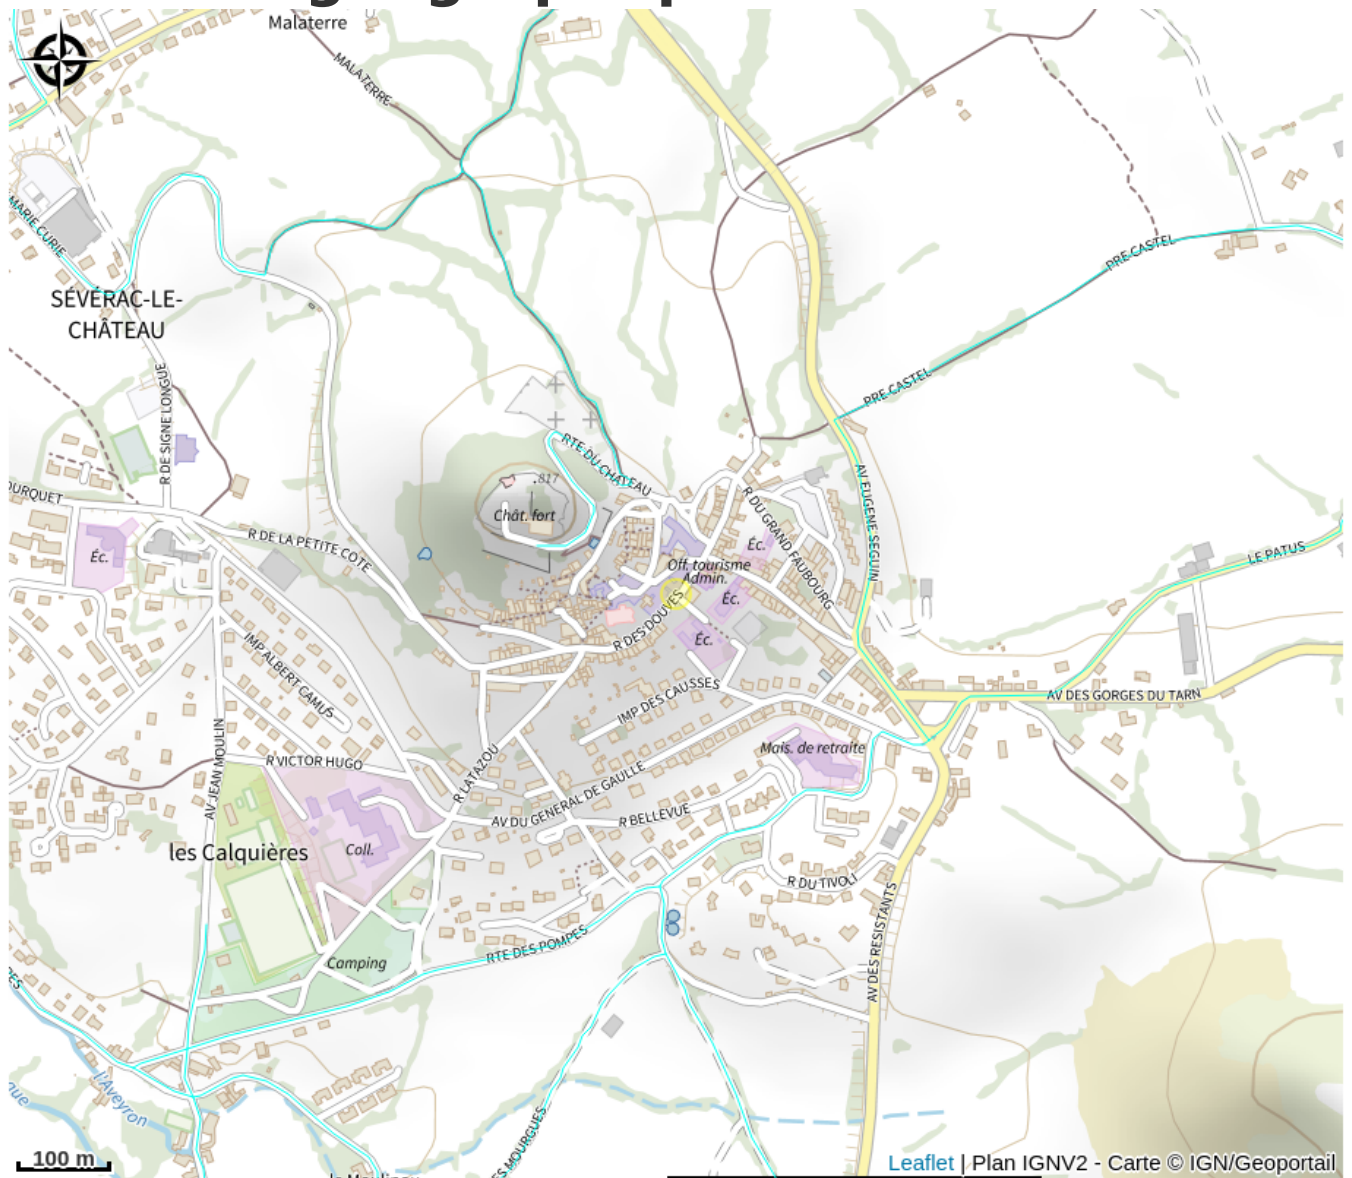 Malaterre
MALATERRE
MARIE CURIE
SÉVÉRAC-LE-
CHÂTEAU
PRE CASTEL
PRE CASTEL
R DE SIGNE LONGUE
RTE DU CHATEAU
.817
Chât. fort
OURQUET
Éc.
R DE LA PETITE COTE
R DU GRAND FAUBOURG
AV EUGENE SEGUIN
Éc.
Off. tourisme
Admin.
Éc.
LE PATUS
R DES DOUVES
Éc.
IMP ALBERT CAMUS
IMP DES CAUSSES
AV DES GORGES DU TARN
AV JEAN MOULIN
R VICTOR HUGO
R LATAZOU
Mais. de retraite
AV DU GENERAL DE GAULLE
R BELLEVUE
les Calquières
Coll.
R DU TIVOLI
AV DES RESISTANTS
RTE DES POMPES
Camping
l'Aveyron
100 m
Leaflet | Plan IGNV2 - Carte © IGN/Geoportail